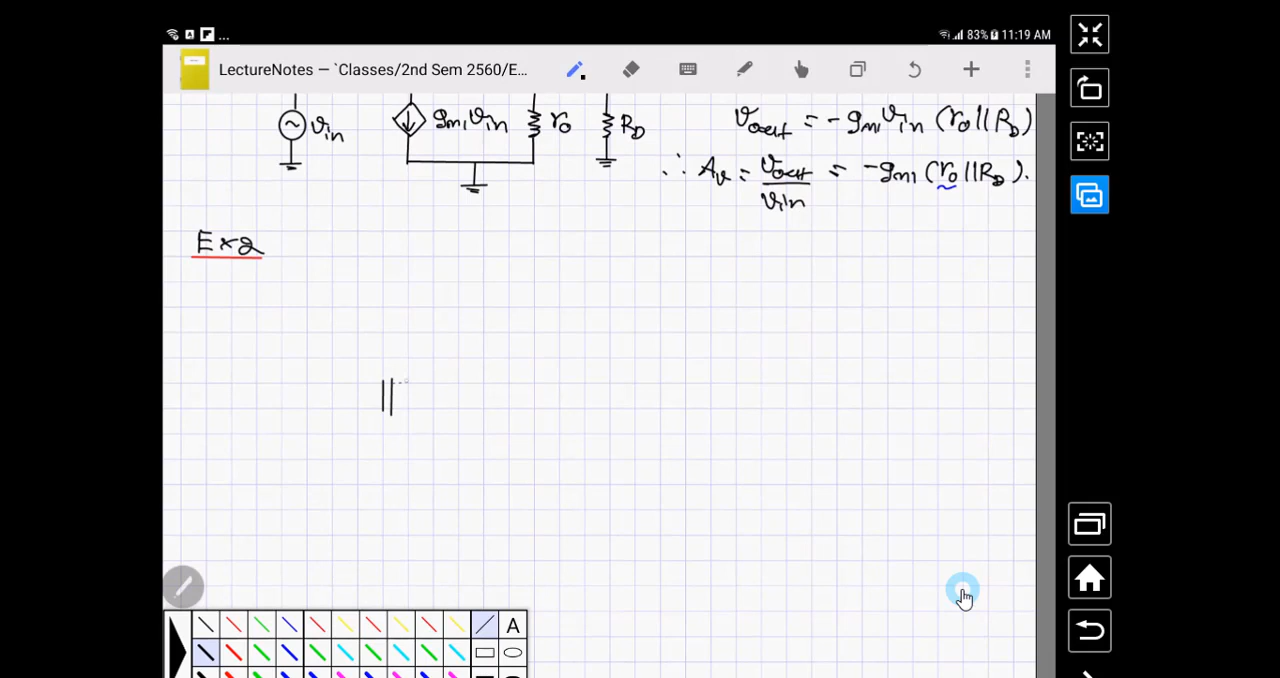 ... 83% 11:19 AM
LectureNotes — `Classes/2nd Sem 2560/E...
vin gm1vin ro RD
vout = -gm1vin (ro || RD)
∴ Av = vout / vin = -gm1 (ro || RD).
Ex2
A